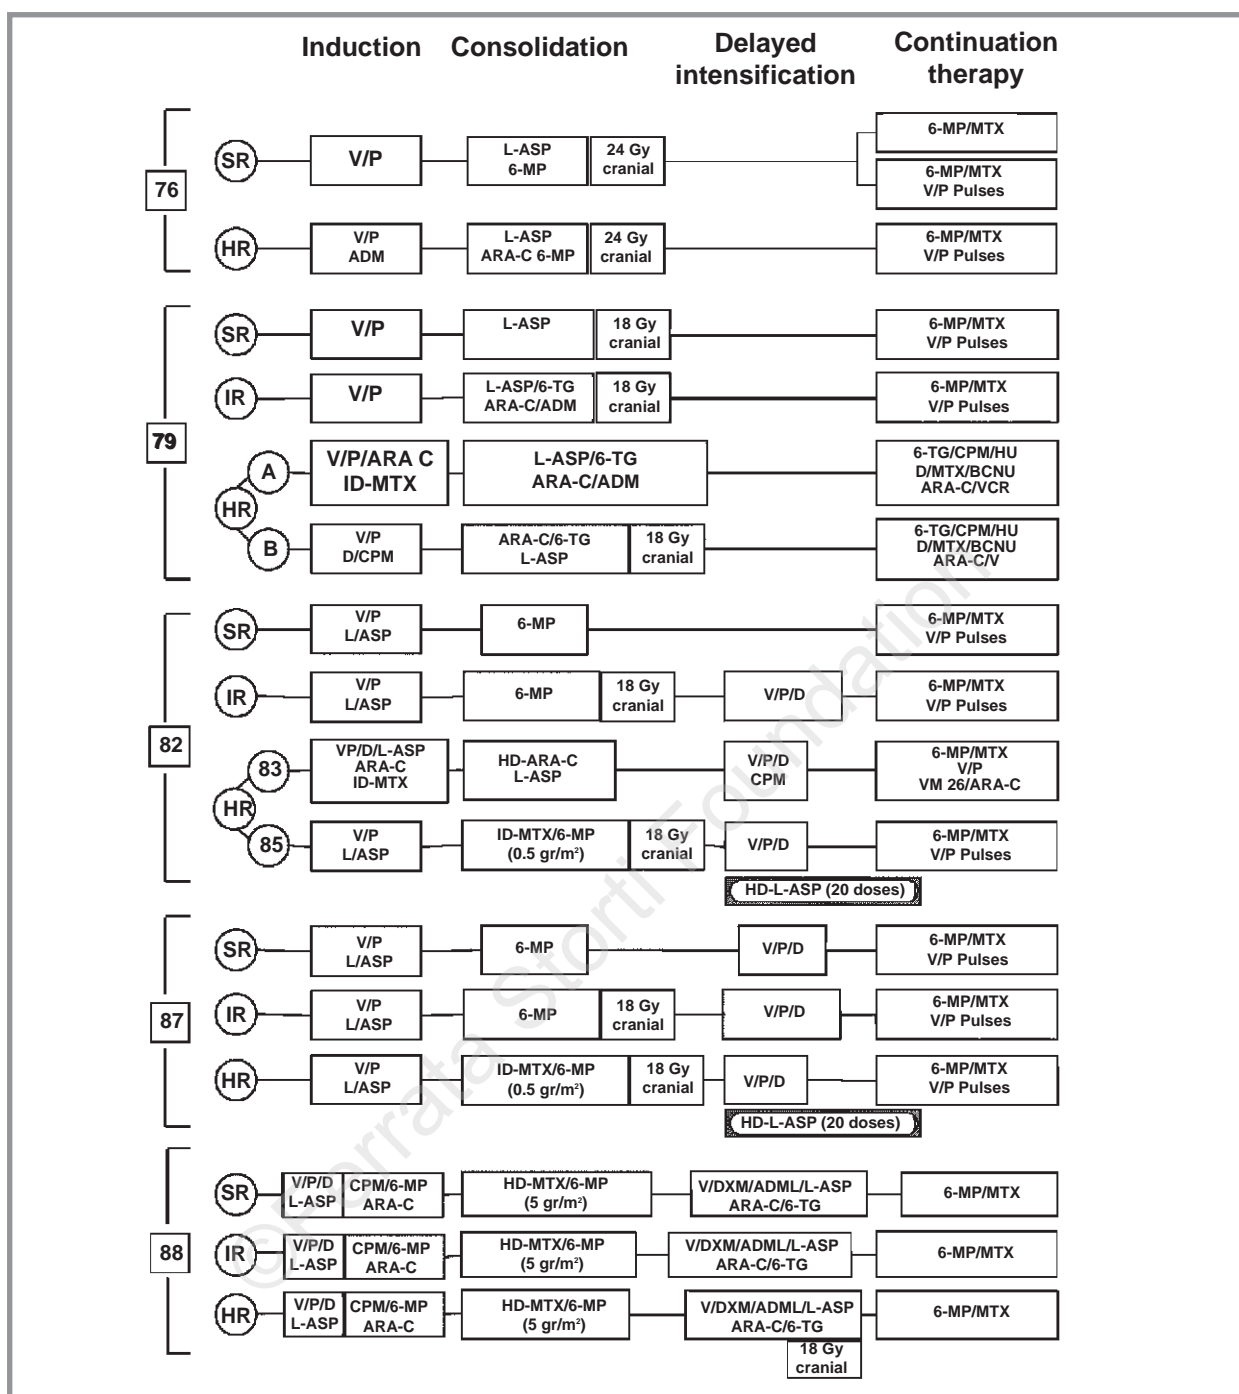 Induction Consolidation Delayed intensification Continuation therapy
76
SR
V/P
L-ASP
6-MP
24 Gy
cranial
6-MP/MTX
6-MP/MTX
V/P Pulses
HR
V/P
ADM
L-ASP
ARA-C 6-MP
24 Gy
cranial
6-MP/MTX
V/P Pulses
79
SR
V/P
L-ASP
18 Gy
cranial
6-MP/MTX
V/P Pulses
IR
V/P
L-ASP/6-TG
ARA-C/ADM
18 Gy
cranial
6-MP/MTX
V/P Pulses
HR
A
V/P/ARA C
ID-MTX
L-ASP/6-TG
ARA-C/ADM
6-TG/CPM/HU
D/MTX/BCNU
ARA-C/VCR
B
V/P
D/CPM
ARA-C/6-TG
L-ASP
18 Gy
cranial
6-TG/CPM/HU
D/MTX/BCNU
ARA-C/V
82
SR
V/P
L/ASP
6-MP
6-MP/MTX
V/P Pulses
IR
V/P
L/ASP
6-MP
18 Gy
cranial
V/P/D
6-MP/MTX
V/P Pulses
HR
83
VP/D/L-ASP
ARA-C
ID-MTX
HD-ARA-C
L-ASP
V/P/D
CPM
6-MP/MTX
V/P
VM 26/ARA-C
85
V/P
L/ASP
ID-MTX/6-MP
(0.5 gr/m²)
18 Gy
cranial
V/P/D
6-MP/MTX
V/P Pulses
HD-L-ASP (20 doses)
87
SR
V/P
L/ASP
6-MP
V/P/D
6-MP/MTX
V/P Pulses
IR
V/P
L/ASP
6-MP
18 Gy
cranial
V/P/D
6-MP/MTX
V/P Pulses
HR
V/P
L/ASP
ID-MTX/6-MP
(0.5 gr/m²)
18 Gy
cranial
V/P/D
6-MP/MTX
V/P Pulses
HD-L-ASP (20 doses)
88
SR
V/P/D
L-ASP
CPM/6-MP
ARA-C
HD-MTX/6-MP
(5 gr/m²)
V/DXM/ADML/L-ASP
ARA-C/6-TG
6-MP/MTX
IR
V/P/D
L-ASP
CPM/6-MP
ARA-C
HD-MTX/6-MP
(5 gr/m²)
V/DXM/ADML/L-ASP
ARA-C/6-TG
6-MP/MTX
HR
V/P/D
L-ASP
CPM/6-MP
ARA-C
HD-MTX/6-MP
(5 gr/m²)
V/DXM/ADML/L-ASP
ARA-C/6-TG
18 Gy
cranial
6-MP/MTX
©Ferrata Storti Foundation